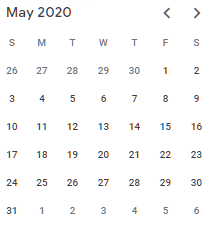 May 2020
S M T W T F S
26 27 28 29 30 1 2
3 4 5 6 7 8 9
10 11 12 13 14 15 16
17 18 19 20 21 22 23
24 25 26 27 28 29 30
31 1 2 3 4 5 6